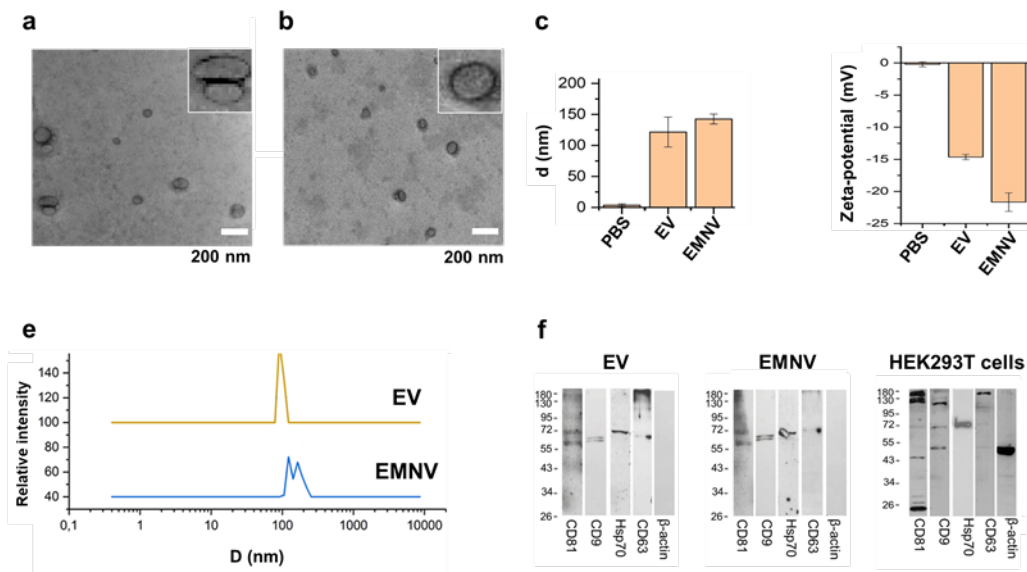 a
b
c
200 nm
200 nm
d (nm)
200
150
100
50
0
PBS
EV
EMNV
Zeta-potential (mV)
0
-5
-10
-15
-20
-25
PBS
EV
EMNV
e
Relative intensity
140
120
100
80
60
40
EV
EMNV
0,1
1
10
100
1000
10000
D (nm)
f
EV
EMNV
HEK293T cells
180-
130-
95-
72-
55-
43-
34-
26-
CD81
CD9
Hsp70
CD63
β-actin
180-
130-
95-
72-
55-
43-
34-
26-
CD81
CD9
Hsp70
CD63
β-actin
180-
130-
95-
72-
55-
43-
34-
26-
CD81
CD9
Hsp70
CD63
β-actin